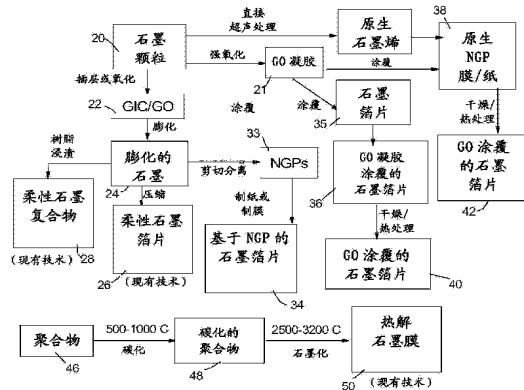 直接
超声处理
38
石墨
颗粒
原生
石墨烯
原生
NGP
膜/纸
20
强氧化
GO 凝胶
涂覆
插层或氧化
21
22
GIC/GO
涂覆
涂覆
石墨
箔片
35
干燥/
热处理
膨化
33
树脂
浸渍
膨化的
石墨
24
剪切分离
NGPs
GO 凝胶
涂覆的
石墨箔片
36
GO 涂覆
的石墨
箔片
42
压缩
制纸或
制膜
柔性石墨
复合物
(现有技术)
28
柔性石墨
箔片
26
(现有技术)
基于 NGP 的
石墨箔片
34
干燥/
热处理
GO 涂覆的
石墨箔片
40
聚合物
46
500-1000 C
碳化
碳化的
聚合物
48
2500-3200 C
石墨化
热解
石墨膜
50
(现有技术)